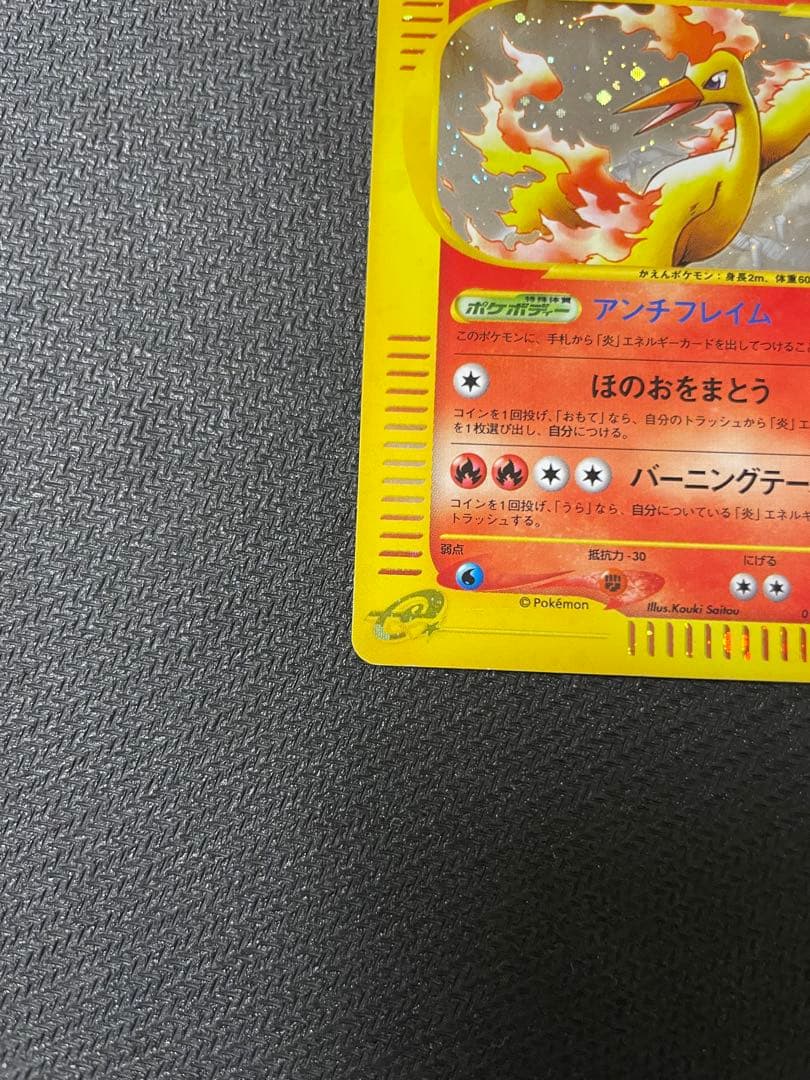 かえんポケモン：身長2m、体重60
特殊体質
ポケボディー アンチフレイム
このポケモンに、手札から「炎」エネルギーカードを出してつけるこ
ほのおをまとう
コインを1回投げ、「おもて」なら、自分のトラッシュから「炎」エ
を1枚選び出し、自分につける。
バーニングテー
コインを1回投げ、「うら」なら、自分についている「炎」エネル
トラッシュする。
弱点 抵抗力-30 にげる
© Pokémon Illus.Kouki Saitou 0
e